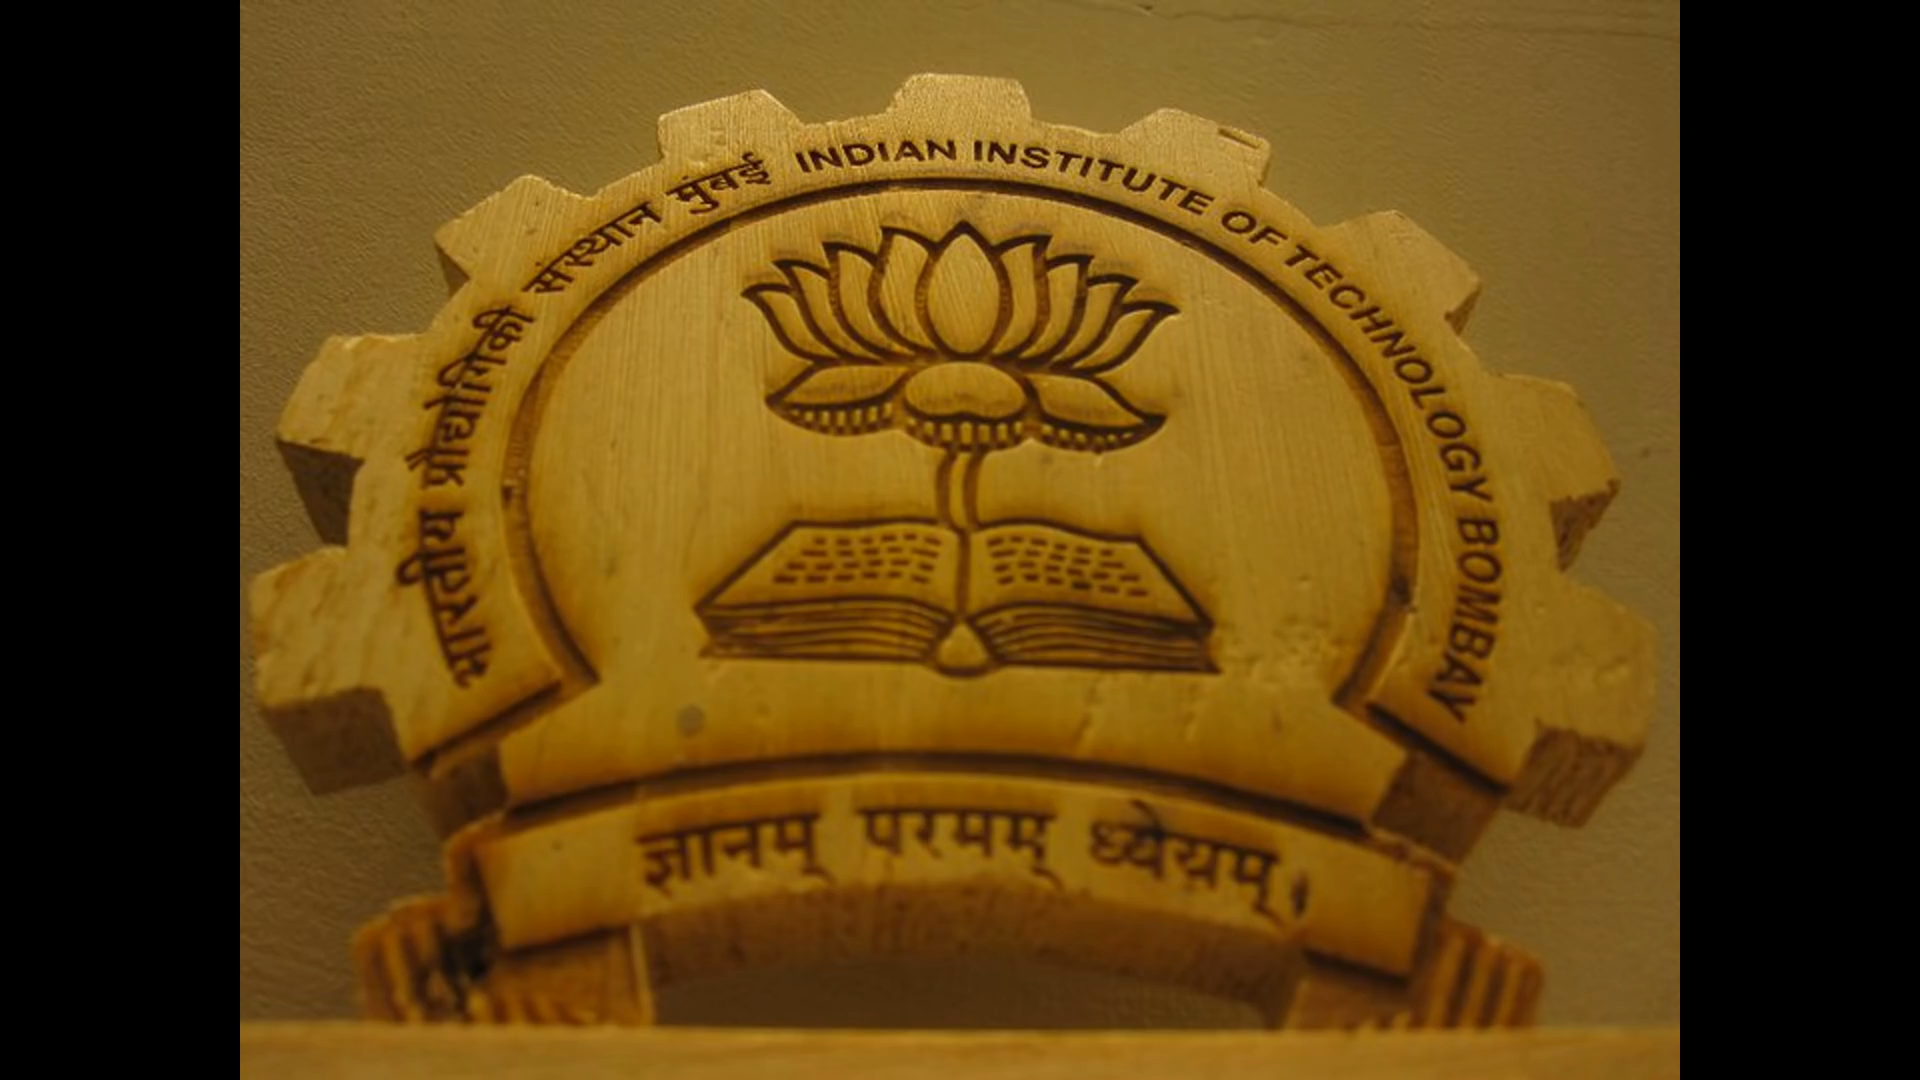 भारतीय प्रौद्योगिकी संस्थान मुंबई INDIAN INSTITUTE OF TECHNOLOGY BOMBAY
ज्ञानम् परमम् ध्येयम् ।